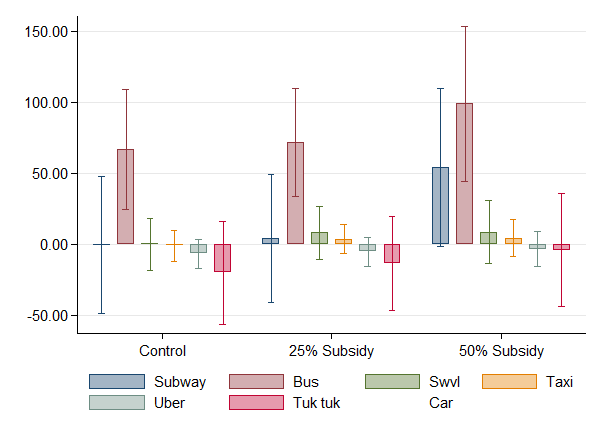 150.00
100.00
50.00
0.00
-50.00
Control 25% Subsidy 50% Subsidy
Subway Bus Swvl Taxi
Uber Tuk tuk Car